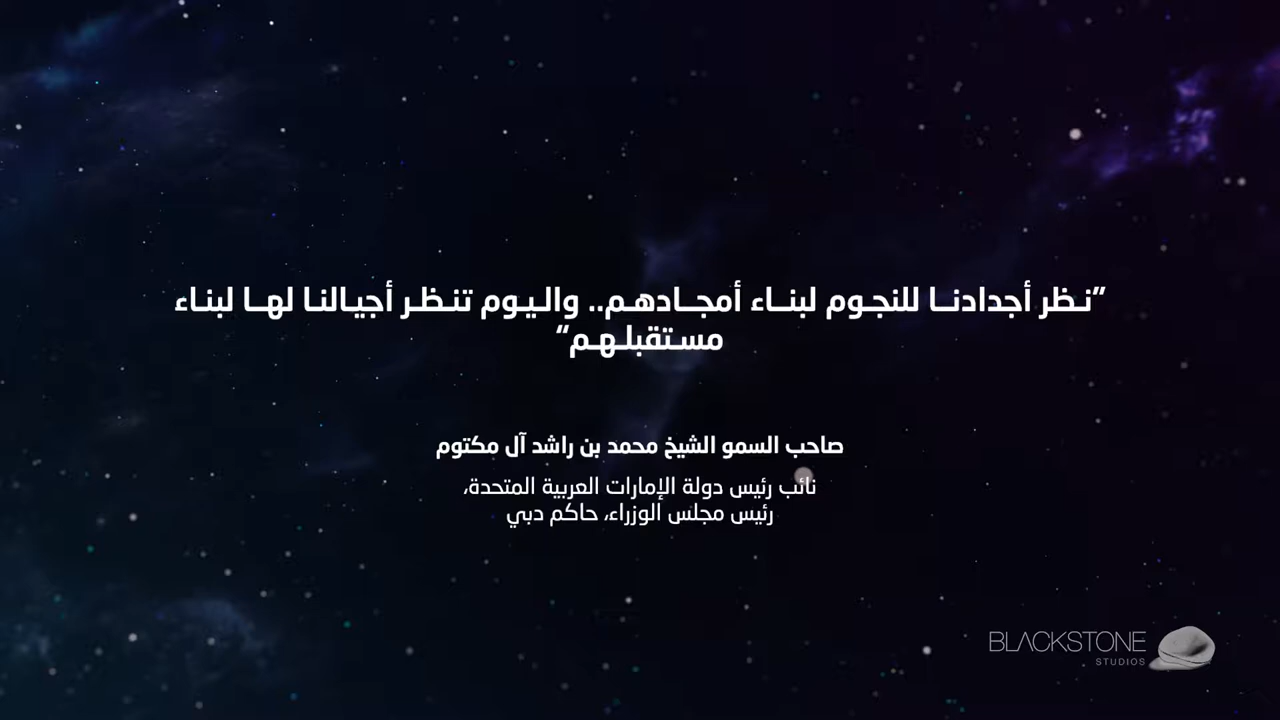 ”نظر أجدادنا للنجوم لبناء أمجادهم.. واليوم تنظر أجيالنا لها لبناء
مستقبلهم“
صاحب السمو الشيخ محمد بن راشد آل مكتوم
نائب رئيس دولة الإمارات العربية المتحدة،
رئيس مجلس الوزراء، حاكم دبي
BLACKSTONE
STUDIOS